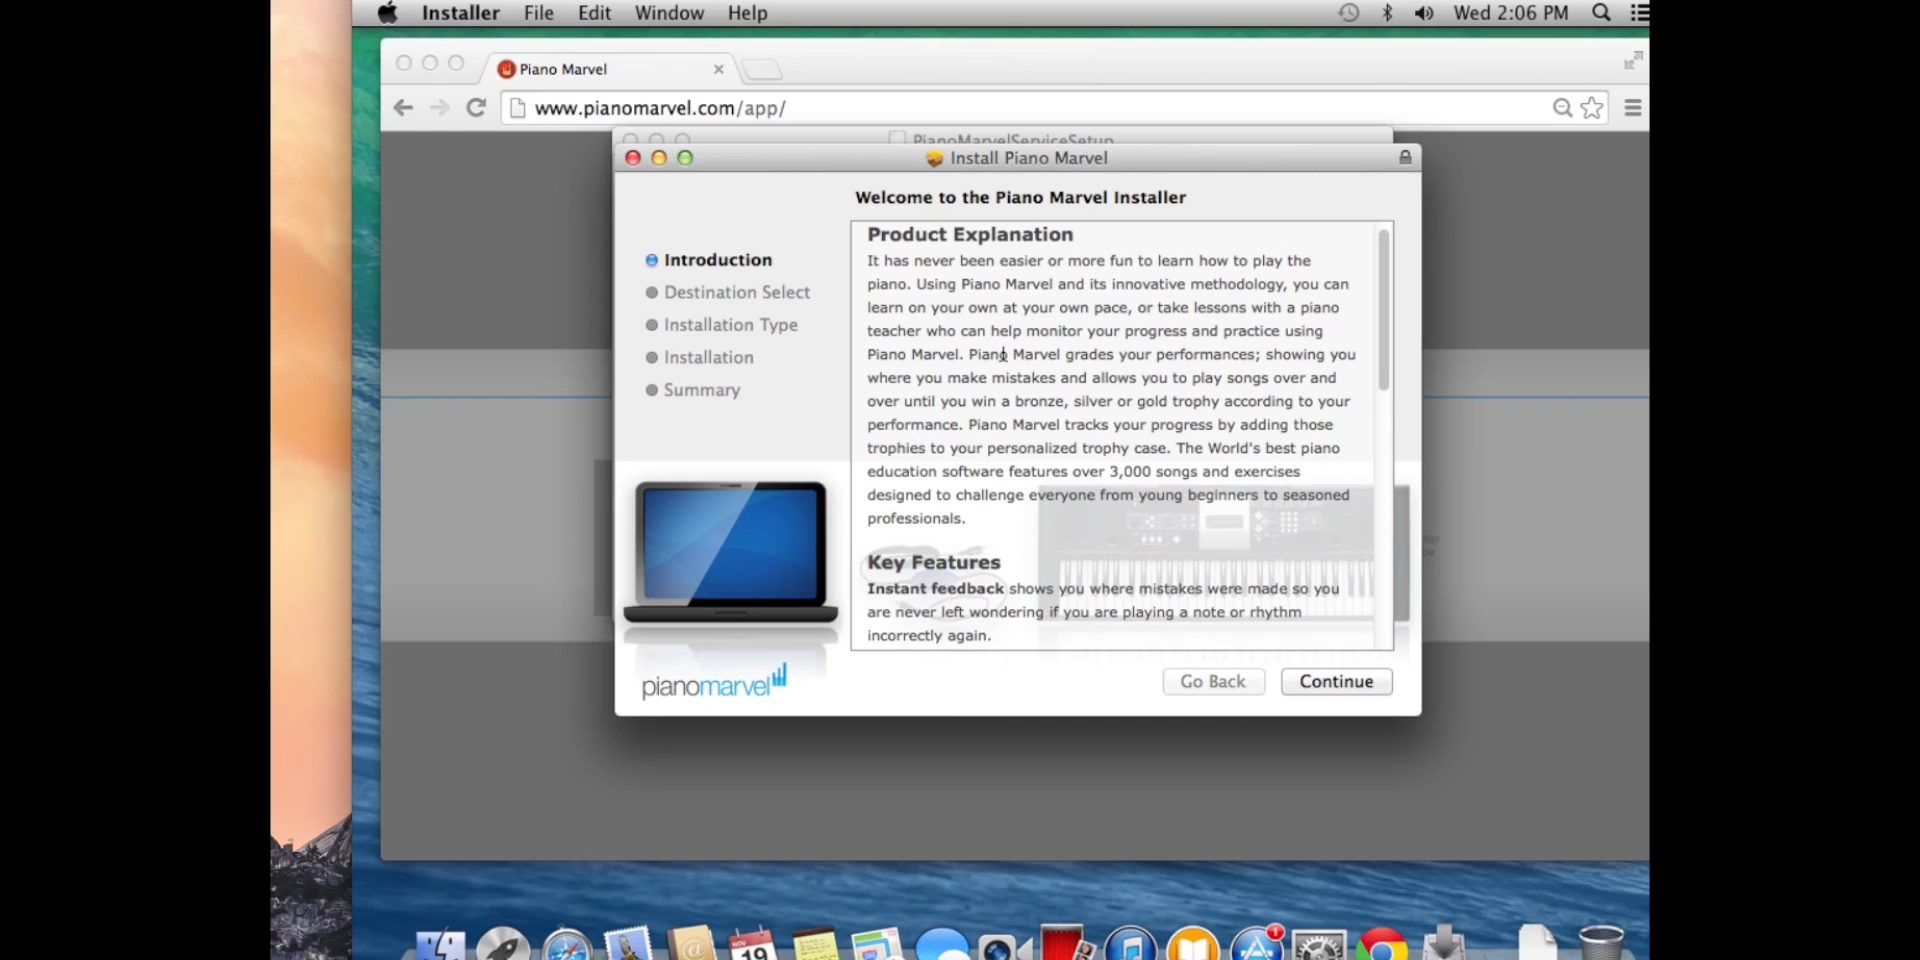 Installer File Edit Window Help Wed 2:06 PM
Piano Marvel
www.pianomarvel.com/app/
PianoMarvelServiceSetup
Install Piano Marvel
Welcome to the Piano Marvel Installer
Introduction
Destination Select
Installation Type
Installation
Summary
Product Explanation
It has never been easier or more fun to learn how to play the
piano. Using Piano Marvel and its innovative methodology, you can
learn on your own at your own pace, or take lessons with a piano
teacher who can help monitor your progress and practice using
Piano Marvel. Piano Marvel grades your performances; showing you
where you make mistakes and allows you to play songs over and
over until you win a bronze, silver or gold trophy according to your
performance. Piano Marvel tracks your progress by adding those
trophies to your personalized trophy case. The World's best piano
education software features over 3,000 songs and exercises
designed to challenge everyone from young beginners to seasoned
professionals.
Key Features
Instant feedback shows you where mistakes were made so you
are never left wondering if you are playing a note or rhythm
incorrectly again.
pianomarvel
Go Back Continue
NOV
19
1